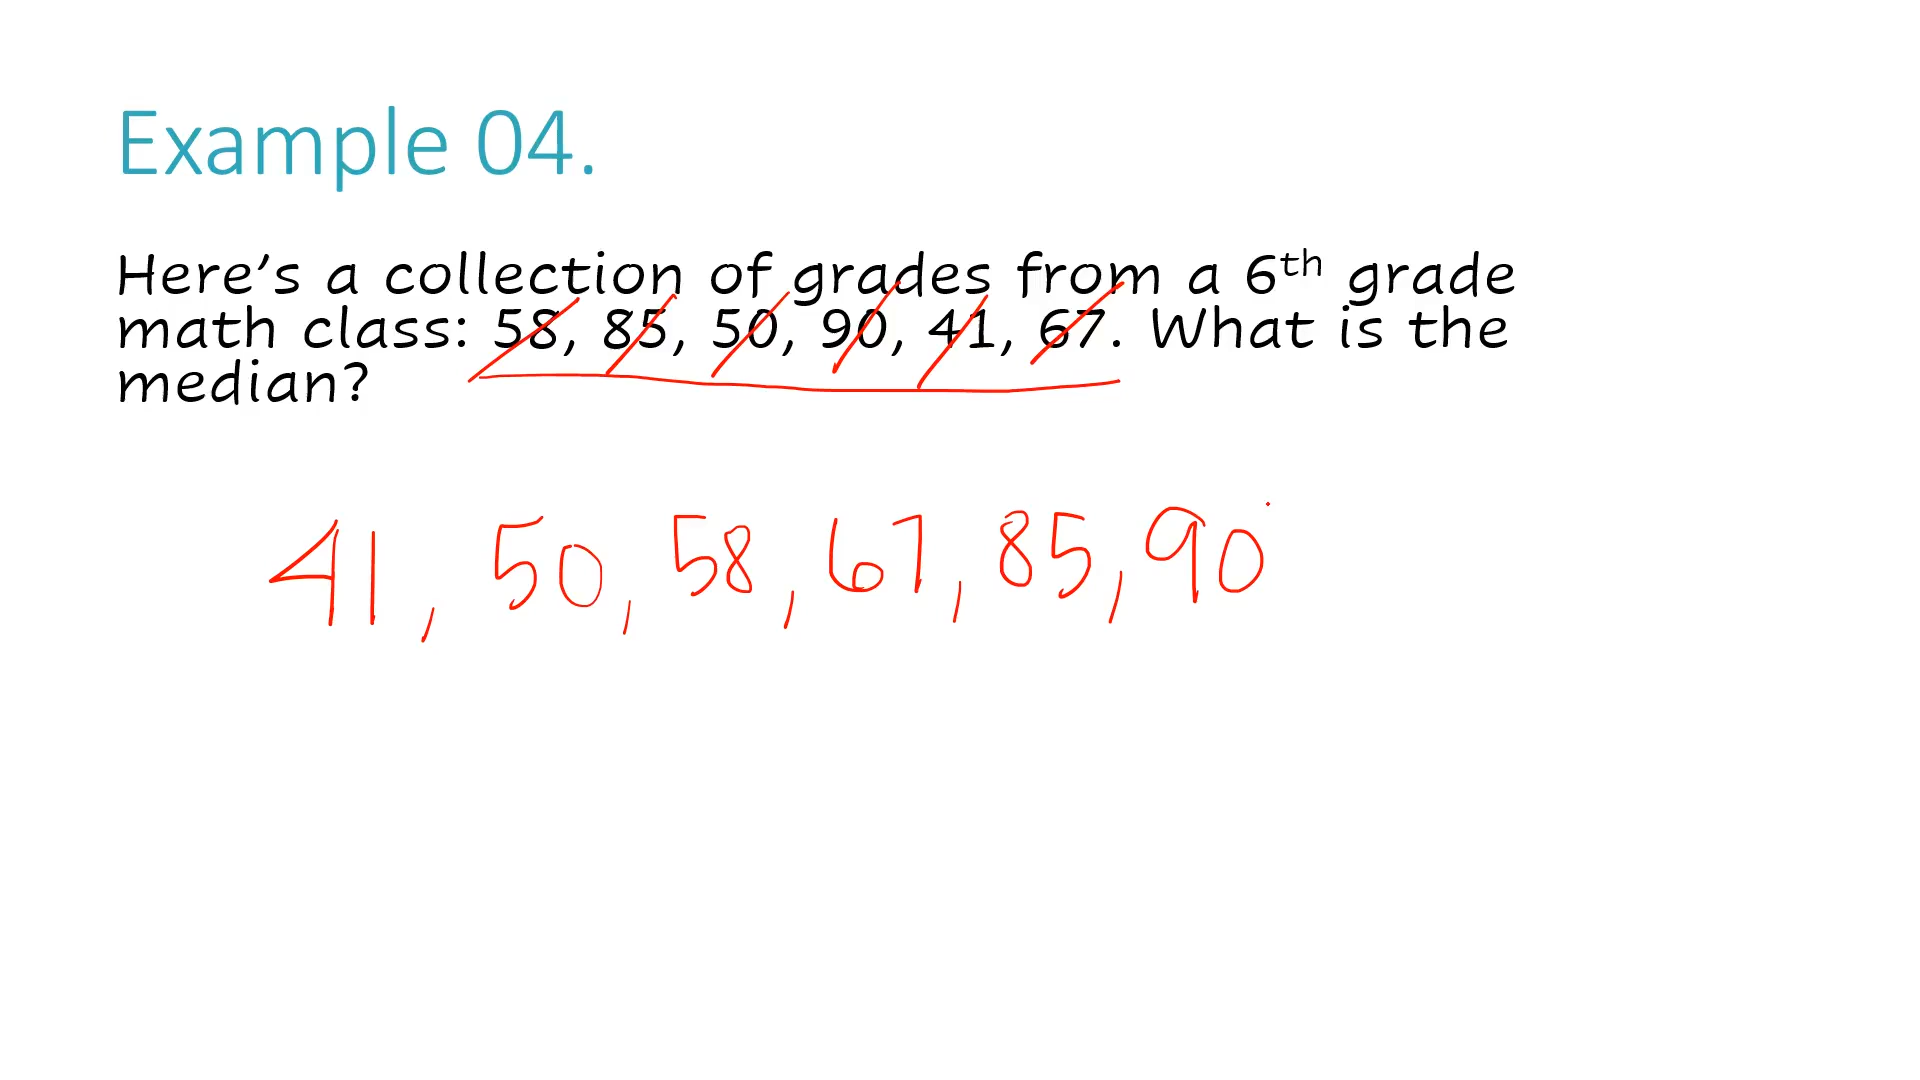 Example 04.
Here’s a collection of grades from a 6th grade
math class: 58, 85, 50, 90, 41, 67. What is the
median?
41, 50, 58, 67, 85, 90